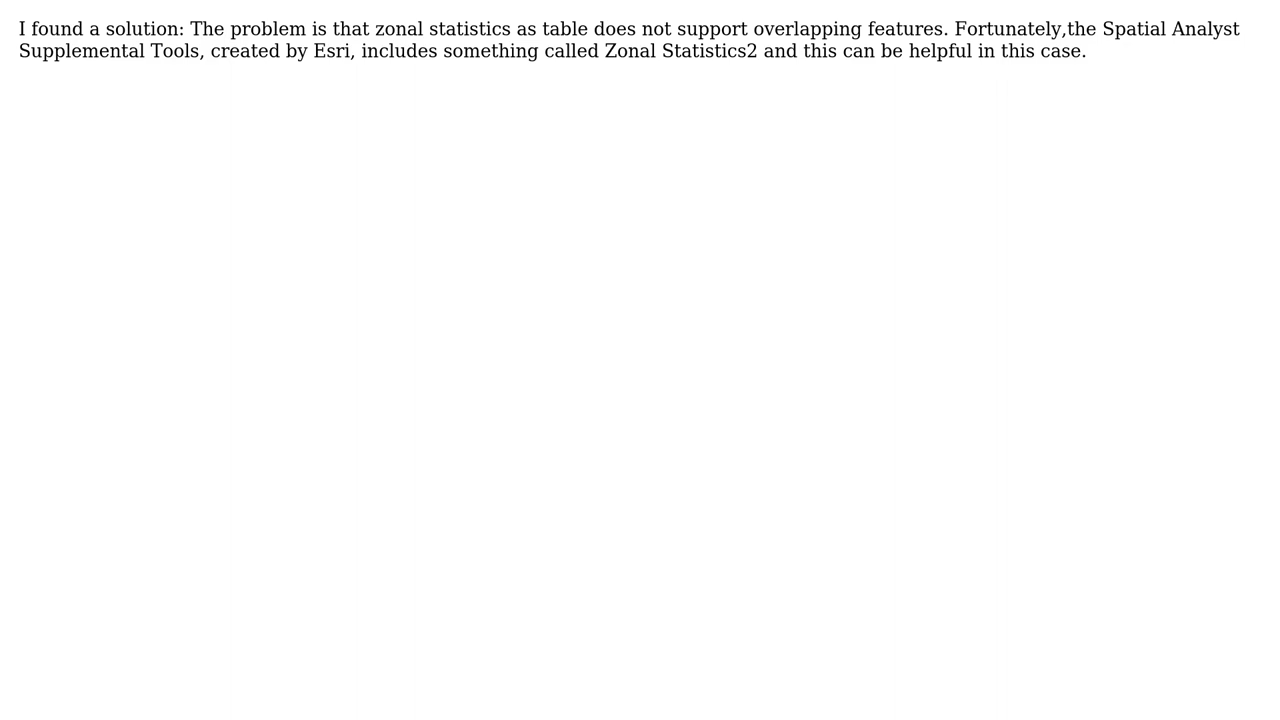 I found a solution: The problem is that zonal statistics as table does not support overlapping features. Fortunately,the Spatial Analyst
Supplemental Tools, created by Esri, includes something called Zonal Statistics2 and this can be helpful in this case.